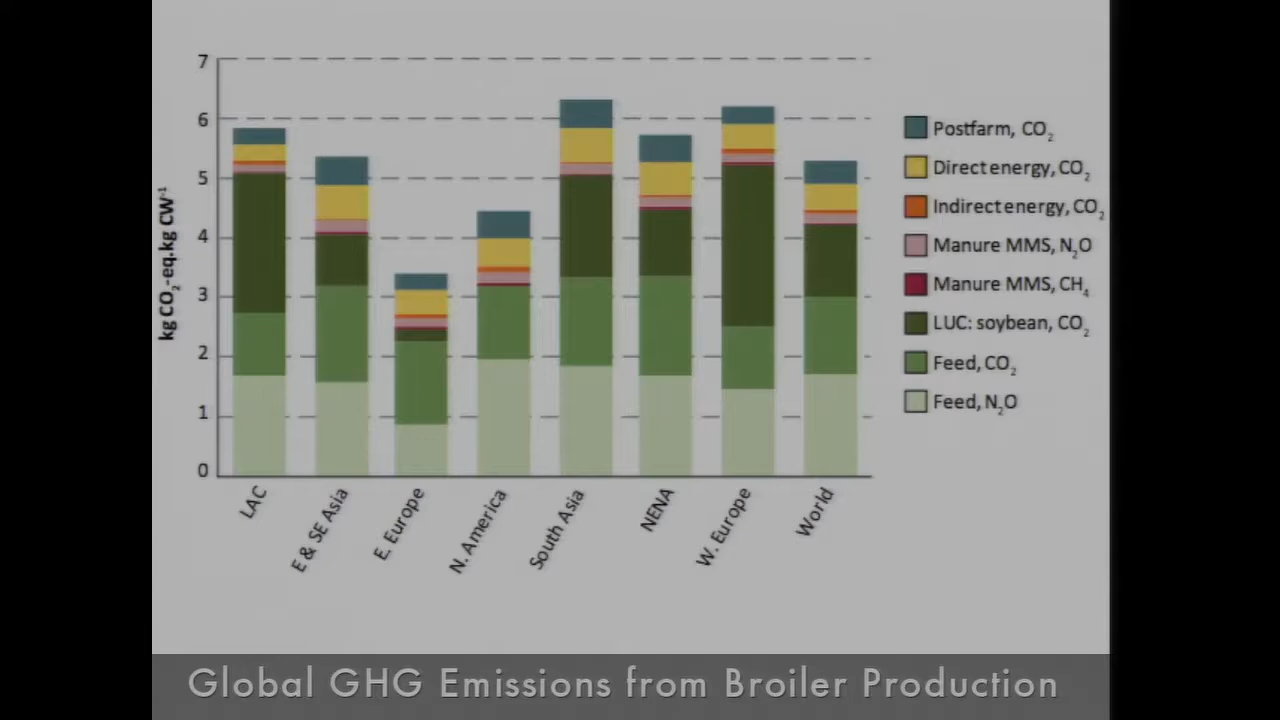 7
6
5
4
3
2
1
0
kg CO₂-eq.kg CW⁻¹
LAC
E & SE Asia
E. Europe
N. America
South Asia
NENA
W. Europe
World
Postfarm, CO₂
Direct energy, CO₂
Indirect energy, CO₂
Manure MMS, N₂O
Manure MMS, CH₄
LUC: soybean, CO₂
Feed, CO₂
Feed, N₂O
Global GHG Emissions from Broiler Production